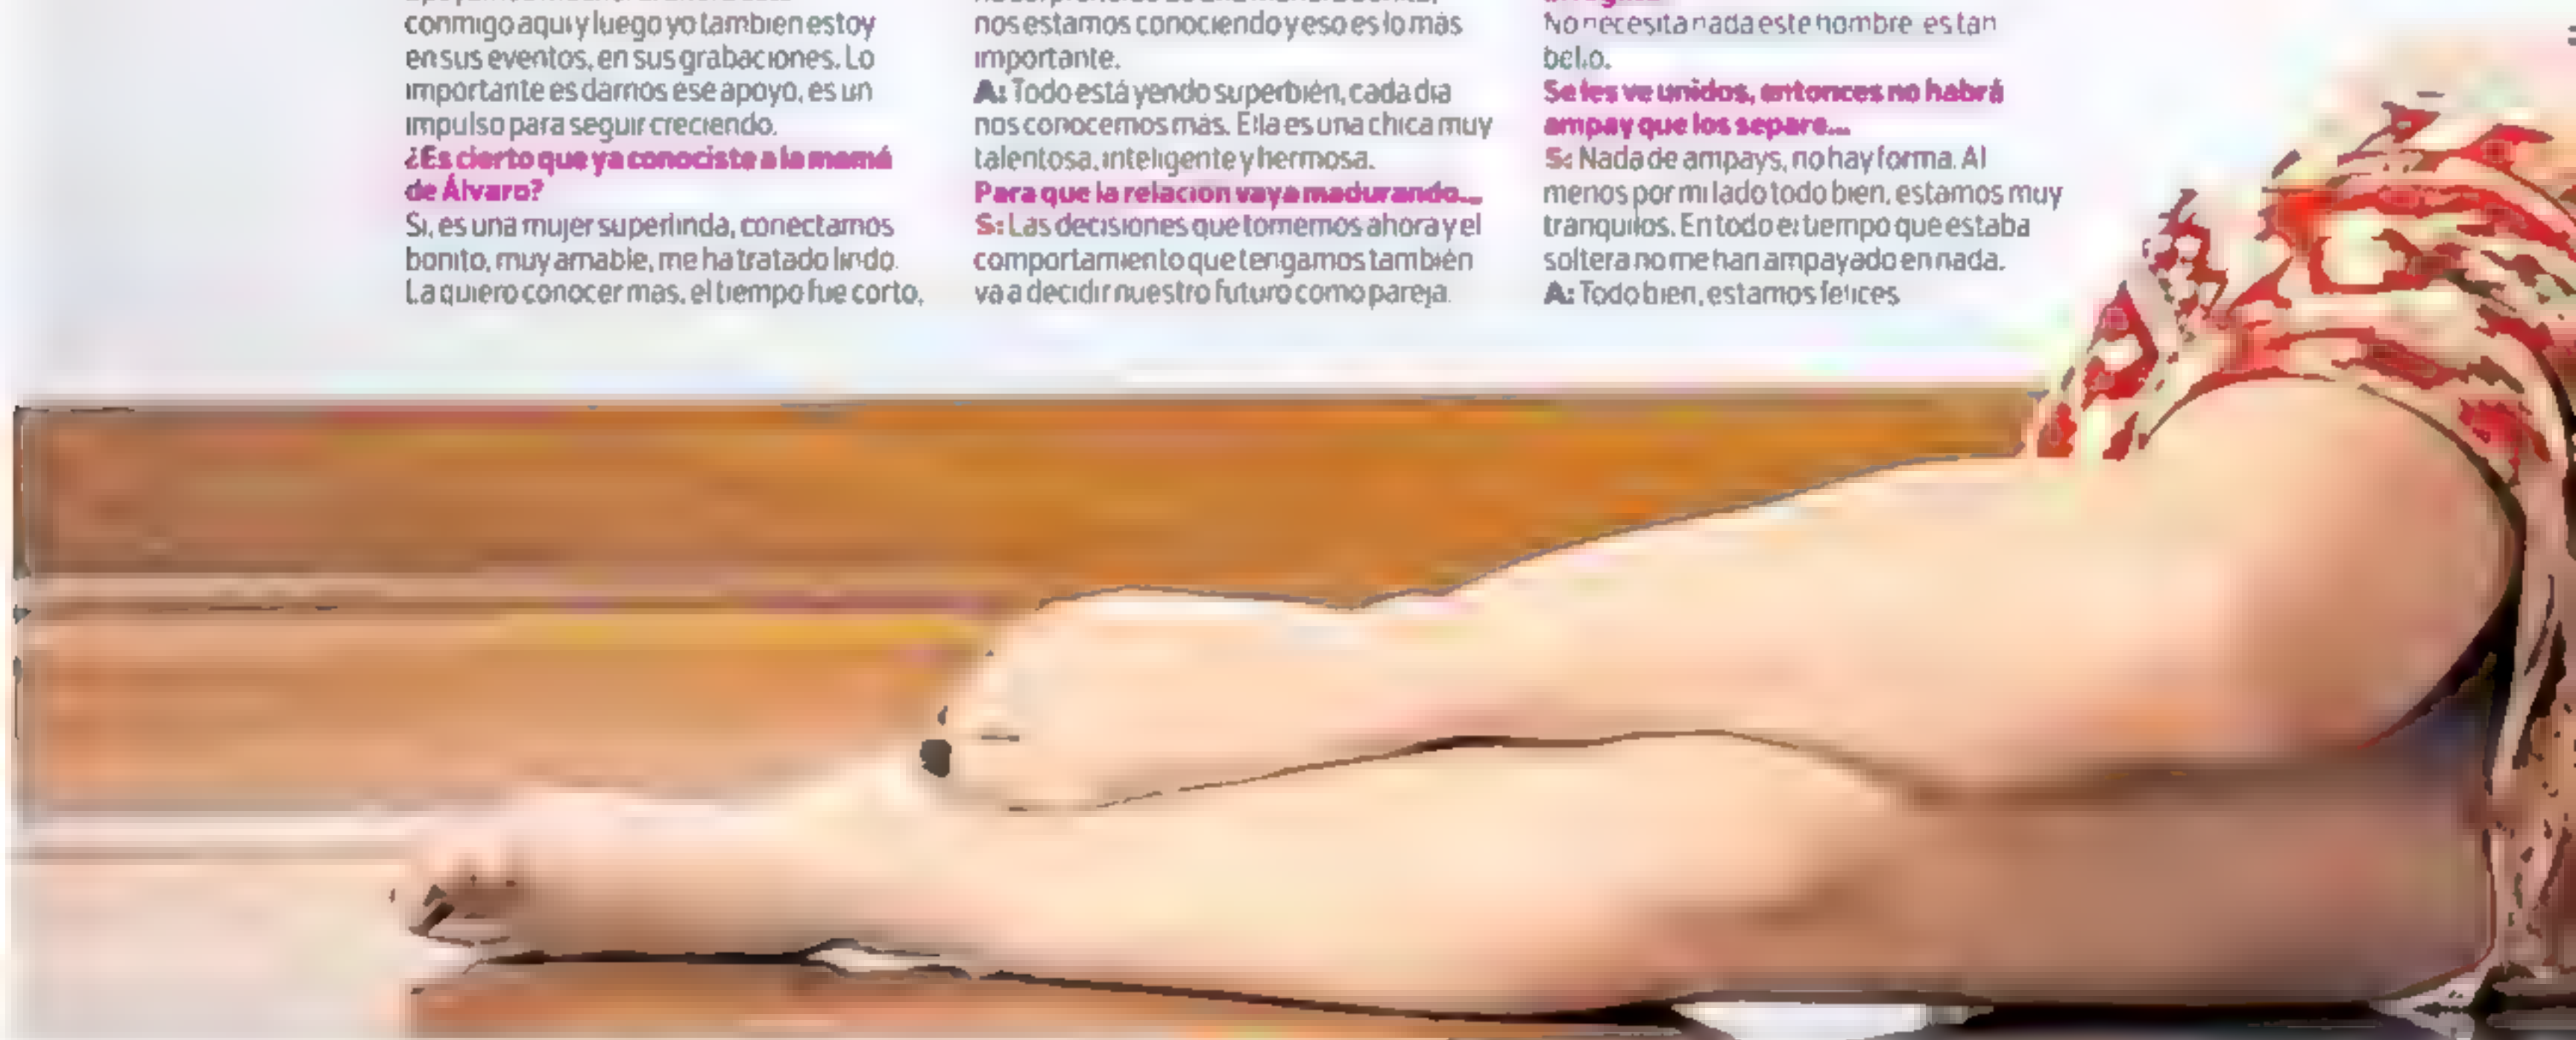 conmigo aquí y luego yo también estoy
en sus eventos, en sus grabaciones. Lo
importante es darnos ese apoyo, es un
impulso para seguir creciendo.
¿Es cierto que ya conociste a la mamá
de Álvaro?
Sí, es una mujer superlinda, conectamos
bonito, muy amable, me ha tratado lindo.
La quiero conocer más, el tiempo fue corto,
nos estamos conociendo y eso es lo más
importante.
A: Todo está yendo superbién, cada día
nos conocemos más. Ella es una chica muy
talentosa, inteligente y hermosa.
Para que la relación vaya madurando...
S: Las decisiones que tomemos ahora y el
comportamiento que tengamos también
va a decidir nuestro futuro como pareja.
No necesita nada este hombre es tan
bello.
Se les ve unidos, entonces no habrá
ampay que los separe...
S: Nada de ampays, no hay forma. Al
menos por mi lado todo bien, estamos muy
tranquilos. En todo el tiempo que estaba
soltera no me han ampayado en nada.
A: Todo bien, estamos felices